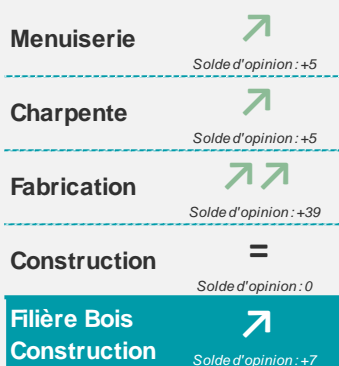 Menuiserie
Solde d'opinion : +5
Charpente
Solde d'opinion : +5
Fabrication
Solde d'opinion : +39
Construction
=
Solde d'opinion : 0
Filière Bois
Construction
Solde d'opinion : +7